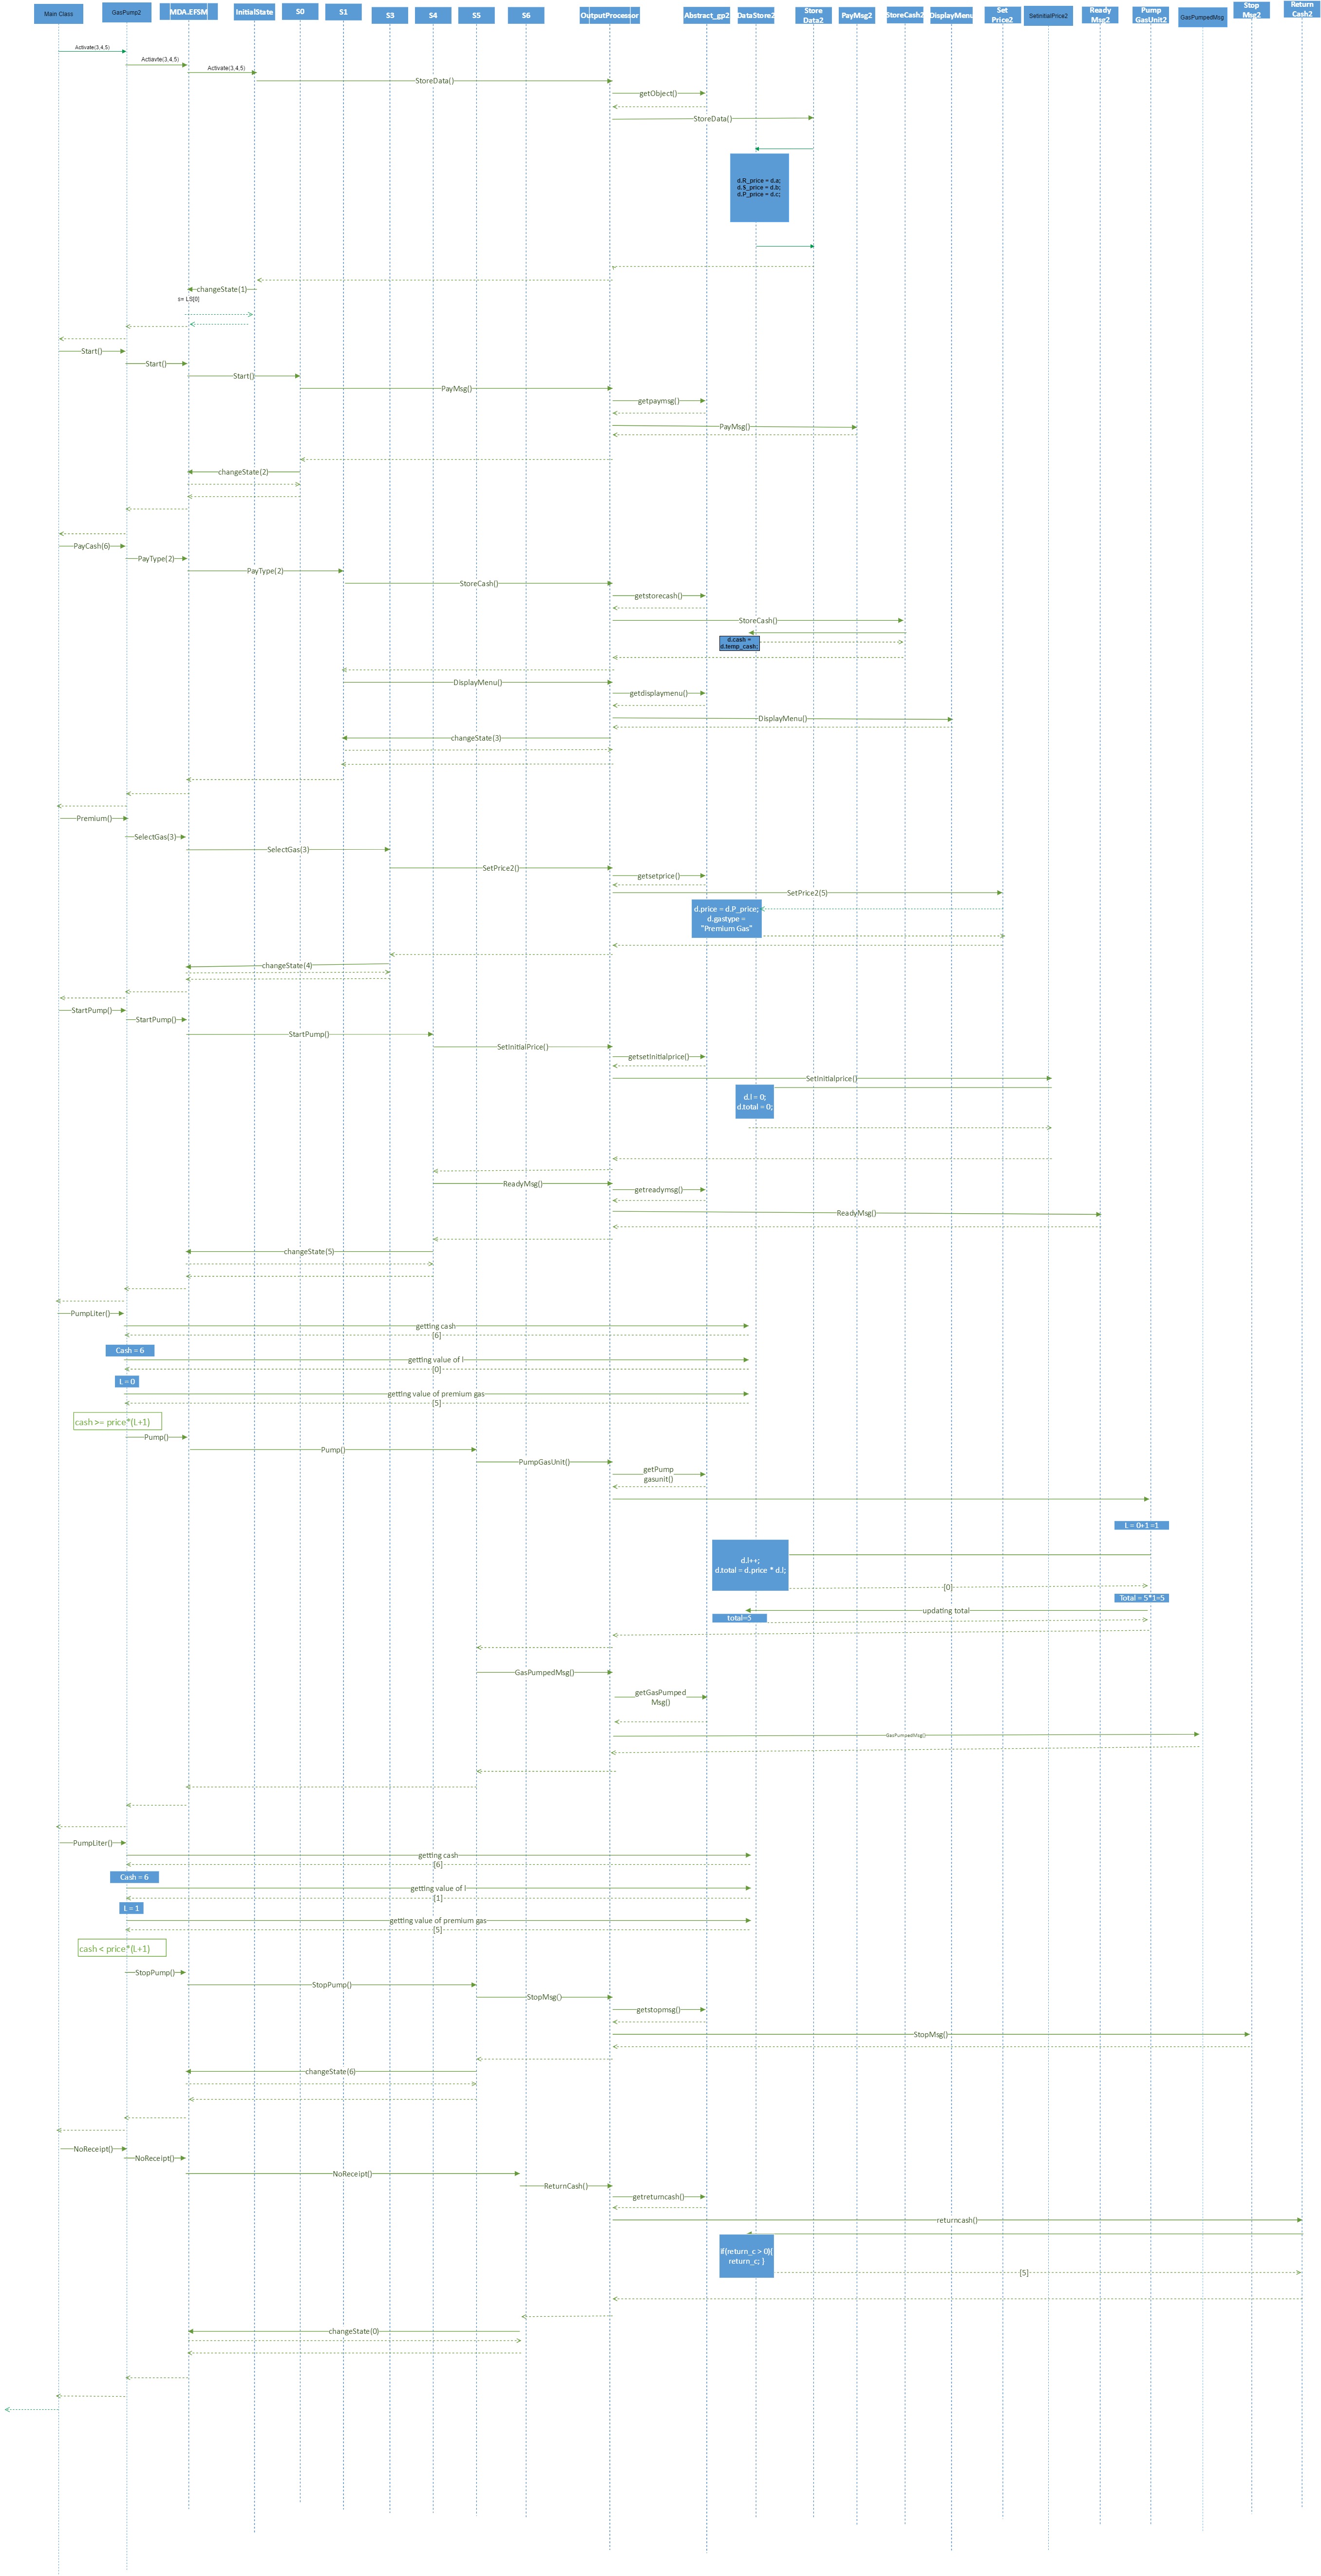 Main Class
GasPump2
MDA.EFSM
InitialState
S0
S1
S3
S4
S5
S6
OutputProcessor
Abstract_gp2
DataStore2
Store
Data2
PayMsg2
StoreCash2
DisplayMenu
Set
Price2
SetInitialPrice2
Ready
Msg2
Pump
GasUnit2
GasPumpedMsg
Stop
Msg2
Return
Cash2
Activate(3,4,5)
Actiavte(3,4,5)
Activate(3,4,5)
StoreData()
getObject()
StoreData()
d.R_price = d.a;
d.S_price = d.b;
d.P_price = d.c;
changeState(1)
s= LS[0]
Start()
Start()
Start()
PayMsg()
getpaymsg()
PayMsg()
changeState(2)
PayCash(6)
PayType(2)
PayType(2)
StoreCash()
getstorecash()
StoreCash()
d.cash =
d.temp_cash;
DisplayMenu()
getdisplaymenu()
DisplayMenu()
changeState(3)
Premium()
SelectGas(3)
SelectGas(3)
SetPrice2()
getsetprice()
SetPrice2(5)
d.price = d.P_price;
d.gastype =
"Premium Gas"
changeState(4)
StartPump()
StartPump()
StartPump()
SetInitialPrice()
getsetinitialprice()
SetInitialprice()
d.l = 0;
d.total = 0;
ReadyMsg()
getreadymsg()
ReadyMsg()
changeState(5)
PumpLiter()
getting cash
[6]
Cash = 6
getting value of l
[0]
L = 0
getting value of premium gas
[5]
cash >= price*(L+1)
Pump()
Pump()
PumpGasUnit()
getPump
gasunit()
L = 0+1 =1
d.l++;
d.total = d.price * d.l;
[0]
Total = 5*1=5
updating total
total=5
GasPumpedMsg()
getGasPumped
Msg()
GasPumpedMsg()
PumpLiter()
getting cash
[6]
Cash = 6
getting value of l
[1]
L = 1
getting value of premium gas
[5]
cash < price*(L+1)
StopPump()
StopPump()
StopMsg()
getstopmsg()
StopMsg()
changeState(6)
NoReceipt()
NoReceipt()
NoReceipt()
ReturnCash()
getreturncash()
returncash()
if(return_c > 0){
return_c; }
[5]
changeState(0)